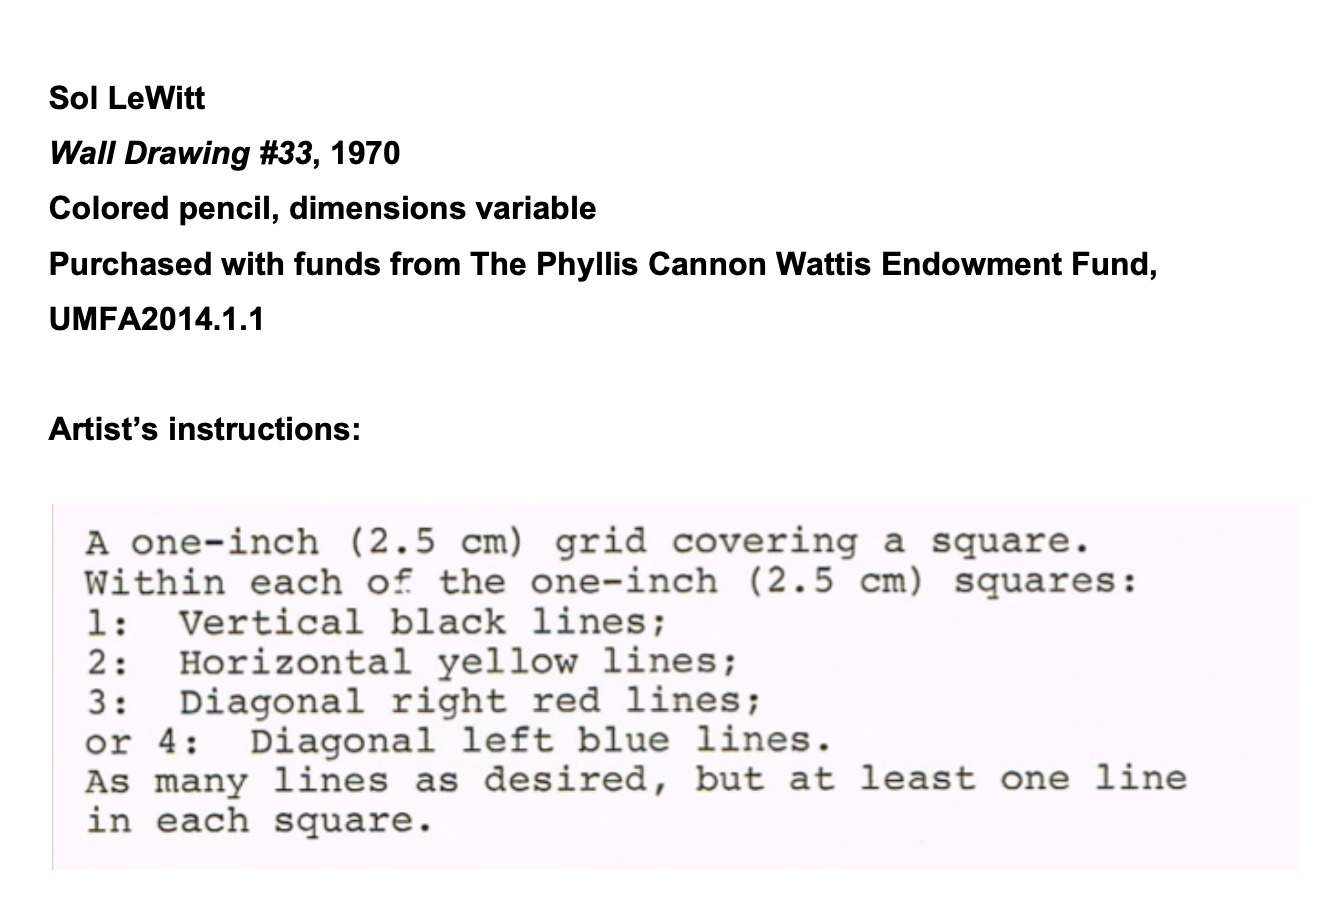 Sol LeWitt
Wall Drawing #33, 1970
Colored pencil, dimensions variable
Purchased with funds from The Phyllis Cannon Wattis Endowment Fund,
UMFA2014.1.1
Artist’s instructions:
A one-inch (2.5 cm) grid covering a square.
Within each of the one-inch (2.5 cm) squares:
1: Vertical black lines;
2: Horizontal yellow lines;
3: Diagonal right red lines;
or 4: Diagonal left blue lines.
As many lines as desired, but at least one line
in each square.